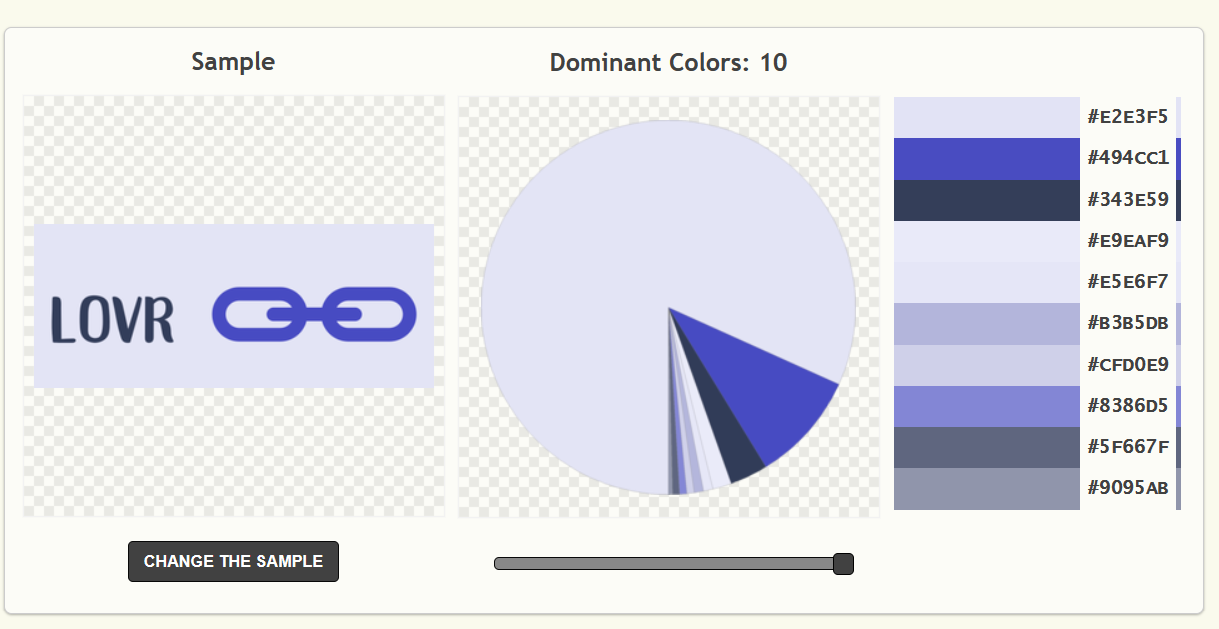 Sample
Dominant Colors: 10
LOVR
#E2E3F5
#494CC1
#343E59
#E9EAF9
#E5E6F7
#B3B5DB
#CFD0E9
#8386D5
#5F667F
#9095AB
CHANGE THE SAMPLE